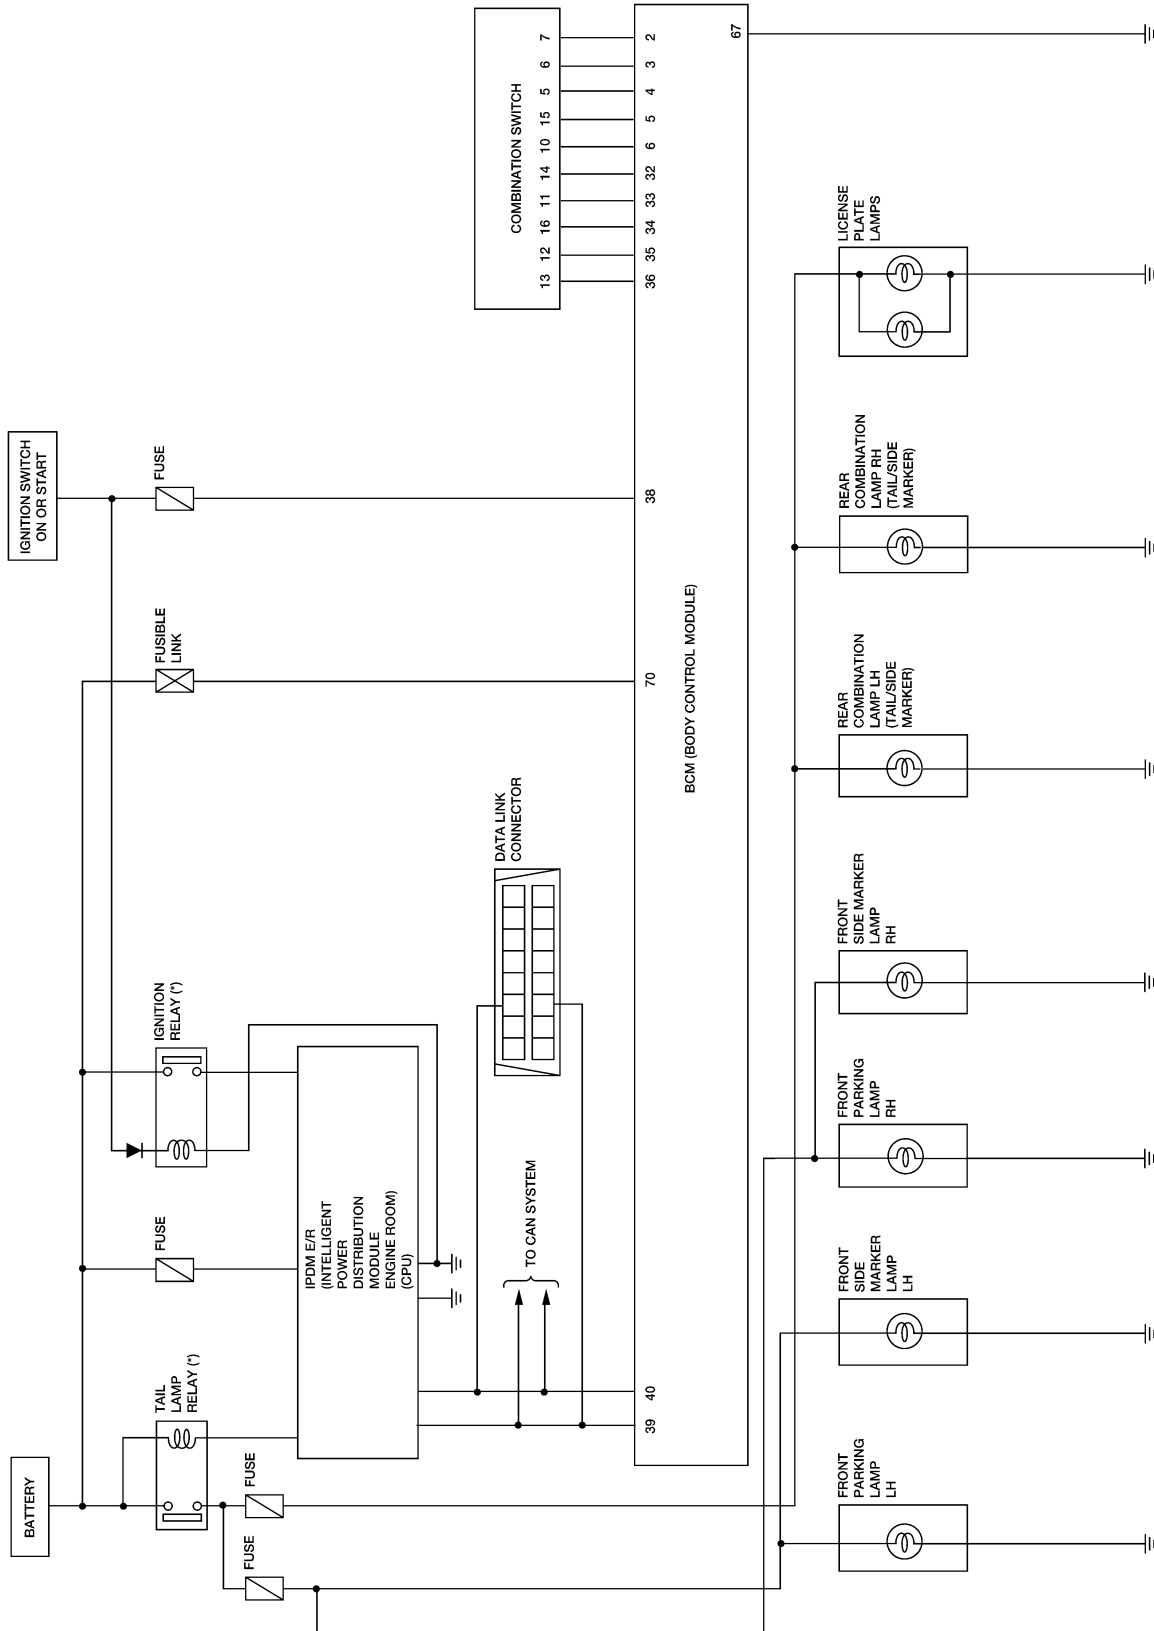 BATTERY
IGNITION SWITCH
ON OR START
TAIL
LAMP
RELAY (*)
FUSE
IGNITION
RELAY (*)
FUSIBLE
LINK
FUSE
FUSE
FUSE
IPDM E/R
(INTELLIGENT
POWER
DISTRIBUTION
MODULE
ENGINE ROOM)
(CPU)
TO CAN SYSTEM
DATA LINK
CONNECTOR
COMBINATION SWITCH
13
12
16
11
14
10
15
5
6
7
39
40
70
38
36
35
34
33
32
6
5
4
3
2
BCM (BODY CONTROL MODULE)
67
FRONT
PARKING
LAMP
LH
FRONT
SIDE
MARKER
LAMP
LH
FRONT
PARKING
LAMP
RH
FRONT
SIDE MARKER
LAMP
RH
REAR
COMBINATION
LAMP LH
(TAIL/SIDE
MARKER)
REAR
COMBINATION
LAMP RH
(TAIL/SIDE
MARKER)
LICENSE
PLATE
LAMPS